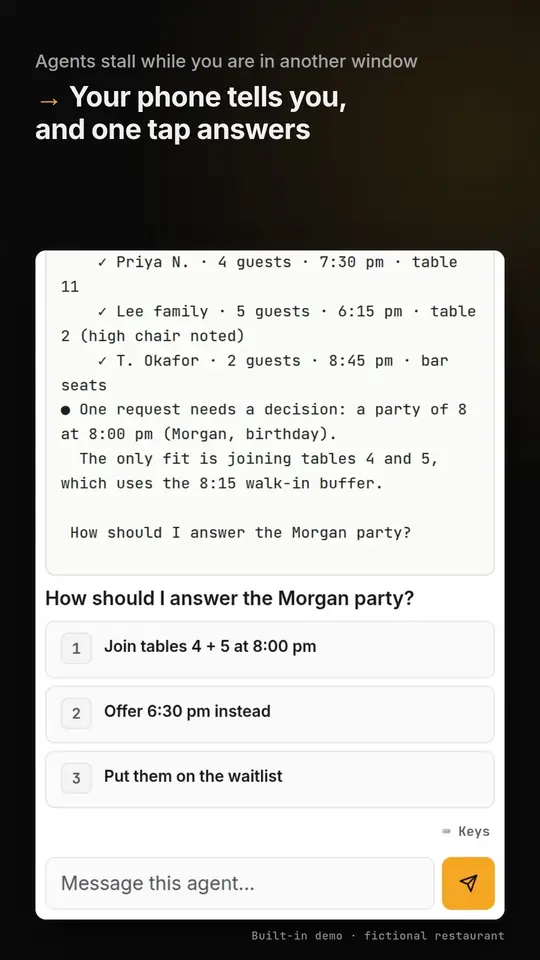 Agents stall while you are in another window
→ Your phone tells you,
and one tap answers
✓ Priya N. · 4 guests · 7:30 pm · table
11
✓ Lee family · 5 guests · 6:15 pm · table
2 (high chair noted)
✓ T. Okafor · 2 guests · 8:45 pm · bar
seats
● One request needs a decision: a party of 8
at 8:00 pm (Morgan, birthday).
The only fit is joining tables 4 and 5,
which uses the 8:15 walk-in buffer.
How should I answer the Morgan party?
How should I answer the Morgan party?
1 Join tables 4 + 5 at 8:00 pm
2 Offer 6:30 pm instead
3 Put them on the waitlist
⌨ Keys
Message this agent...
Built-in demo · fictional restaurant